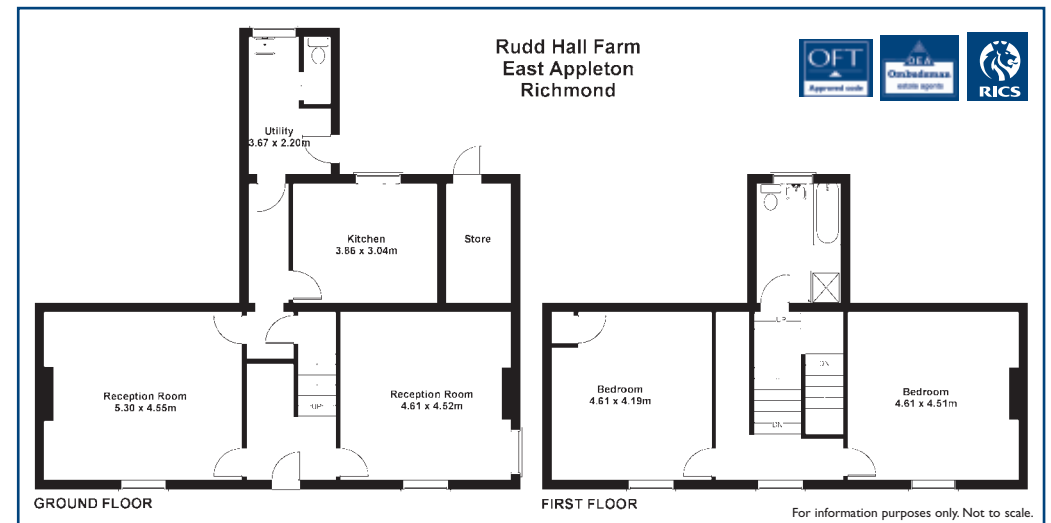 Rudd Hall Farm
East Appleton
Richmond
OFT
Approved code
OEA
Ombudsman
estate agents
RICS
Utility
3.67 x 2.20m
Kitchen
3.86 x 3.04m
Store
Reception Room
5.30 x 4.55m
UP
Reception Room
4.61 x 4.52m
GROUND FLOOR
UP
DN
Bedroom
4.61 x 4.19m
Bedroom
4.61 x 4.51m
DN
FIRST FLOOR
For information purposes only. Not to scale.